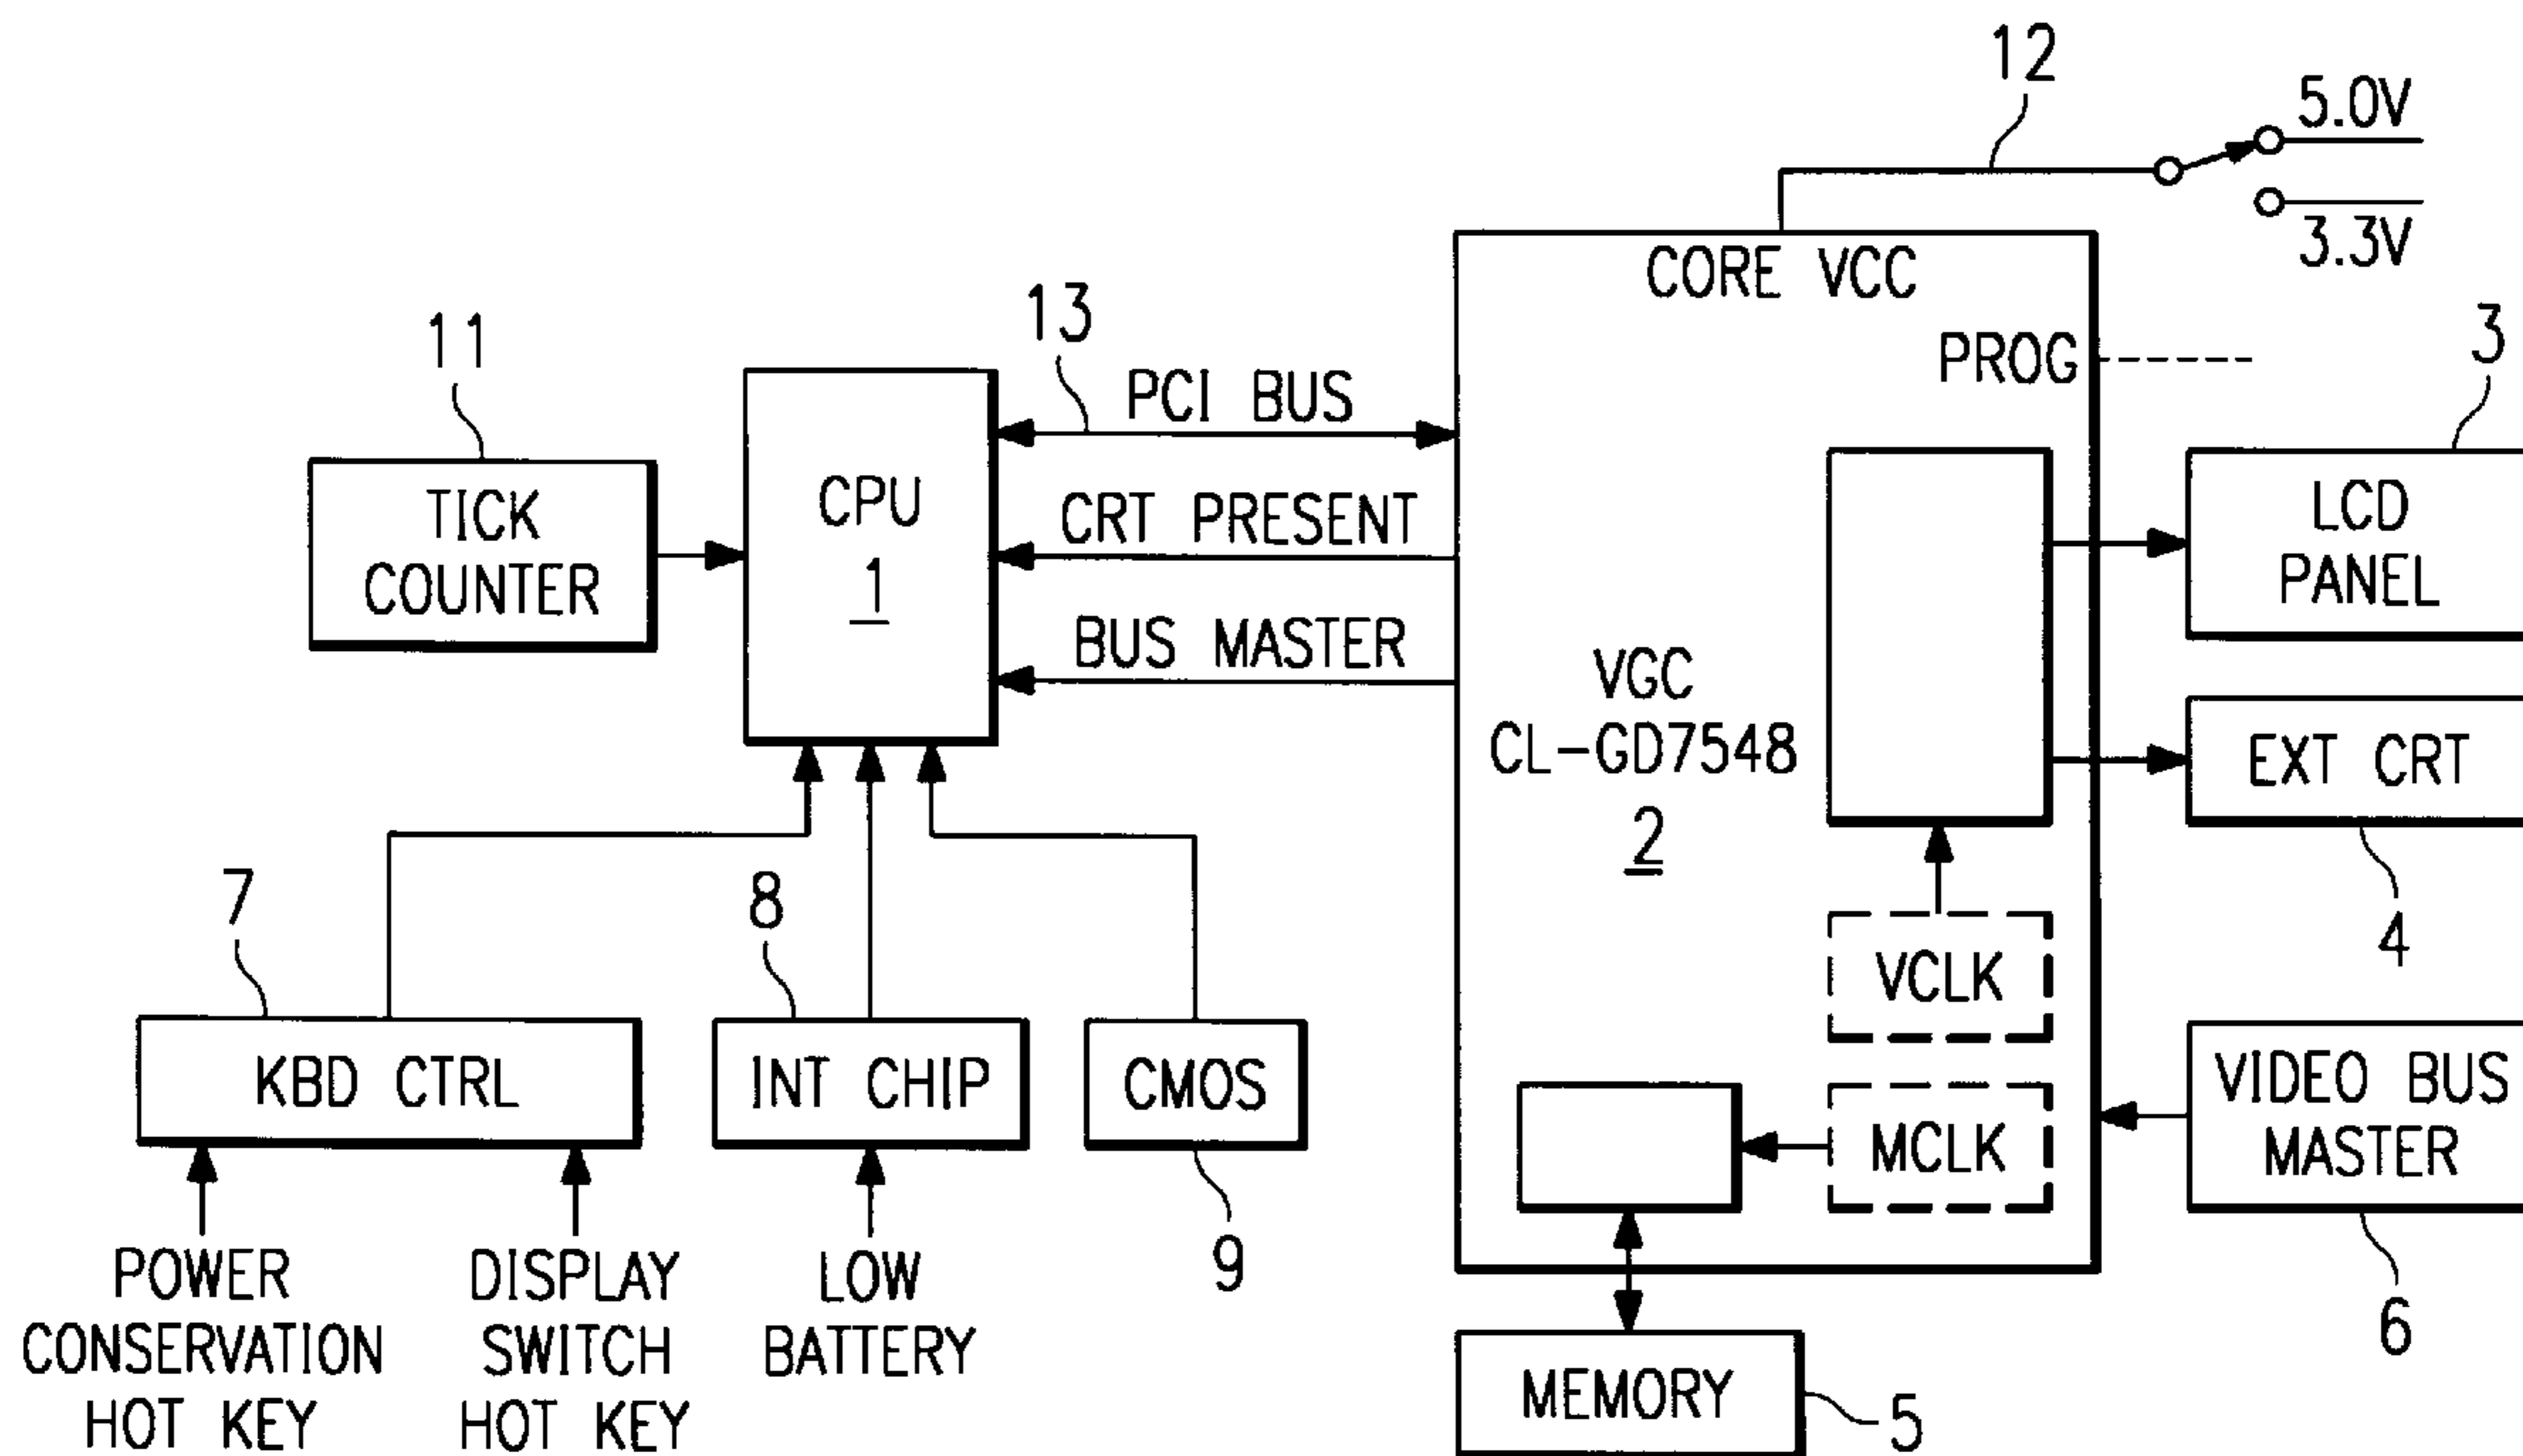 12
5.0V
3.3V
CORE VCC
PROG
3
13
11
PCI BUS
CPU
1
TICK
COUNTER
CRT PRESENT
LCD
PANEL
BUS MASTER
VGC
CL-GD7548
2
EXT CRT
4
7
8
VCLK
KBD CTRL
INT CHIP
CMOS
MCLK
VIDEO BUS
MASTER
9
6
POWER
CONSERVATION
HOT KEY
DISPLAY
SWITCH
HOT KEY
LOW
BATTERY
MEMORY
5